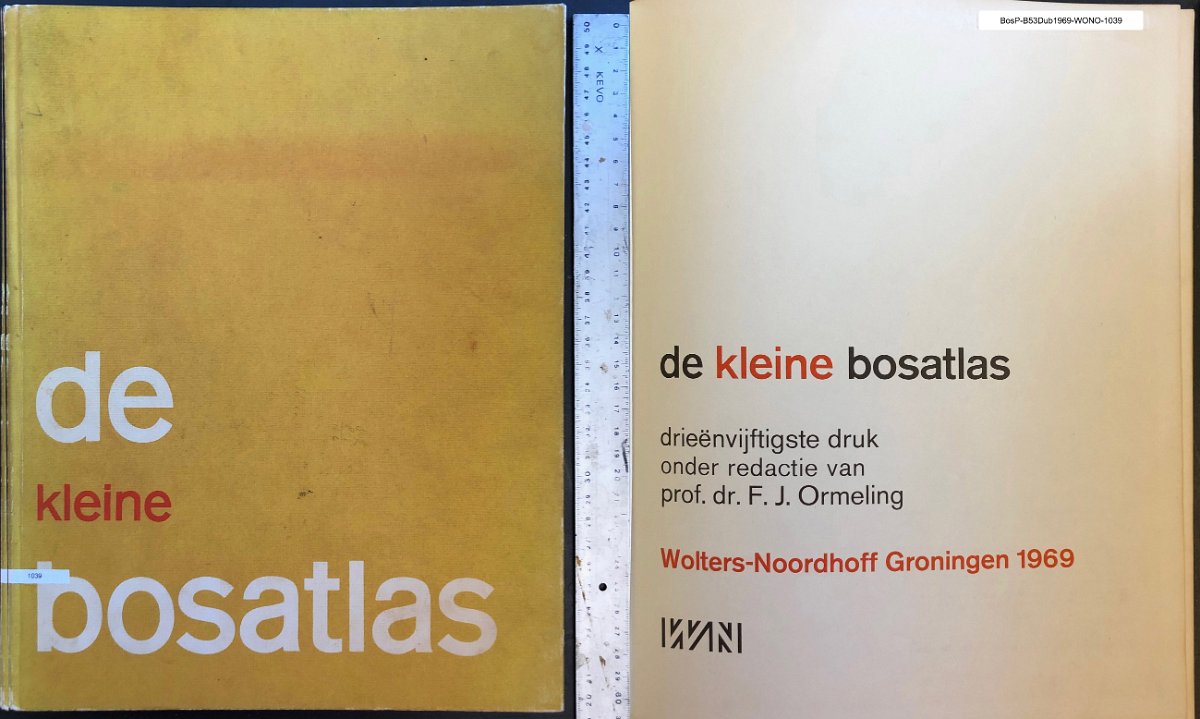 de
kleine
1039
bosatlas
KEVO
BosP-B53Dub1969-WONO-1039
de kleine bosatlas
drieënvijftigste druk
onder redactie van
prof. dr. F. J. Ormeling
Wolters-Noordhoff Groningen 1969
WN